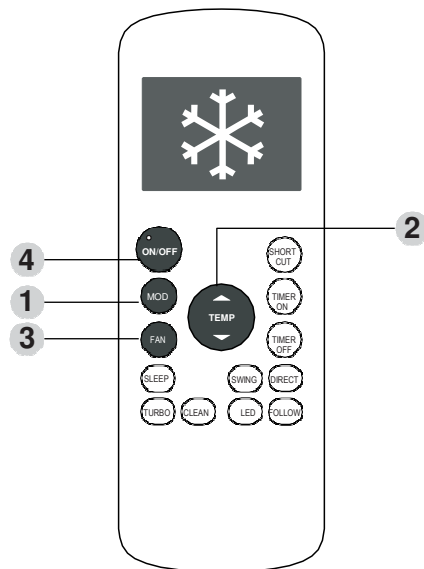 2
ON/OFF
SHORT
CUT
4
MOD
TEMP
TIMER
ON
1
FAN
TIMER
OFF
3
SLEEP
SWING
DIRECT
TURBO
CLEAN
LED
FOLLOW